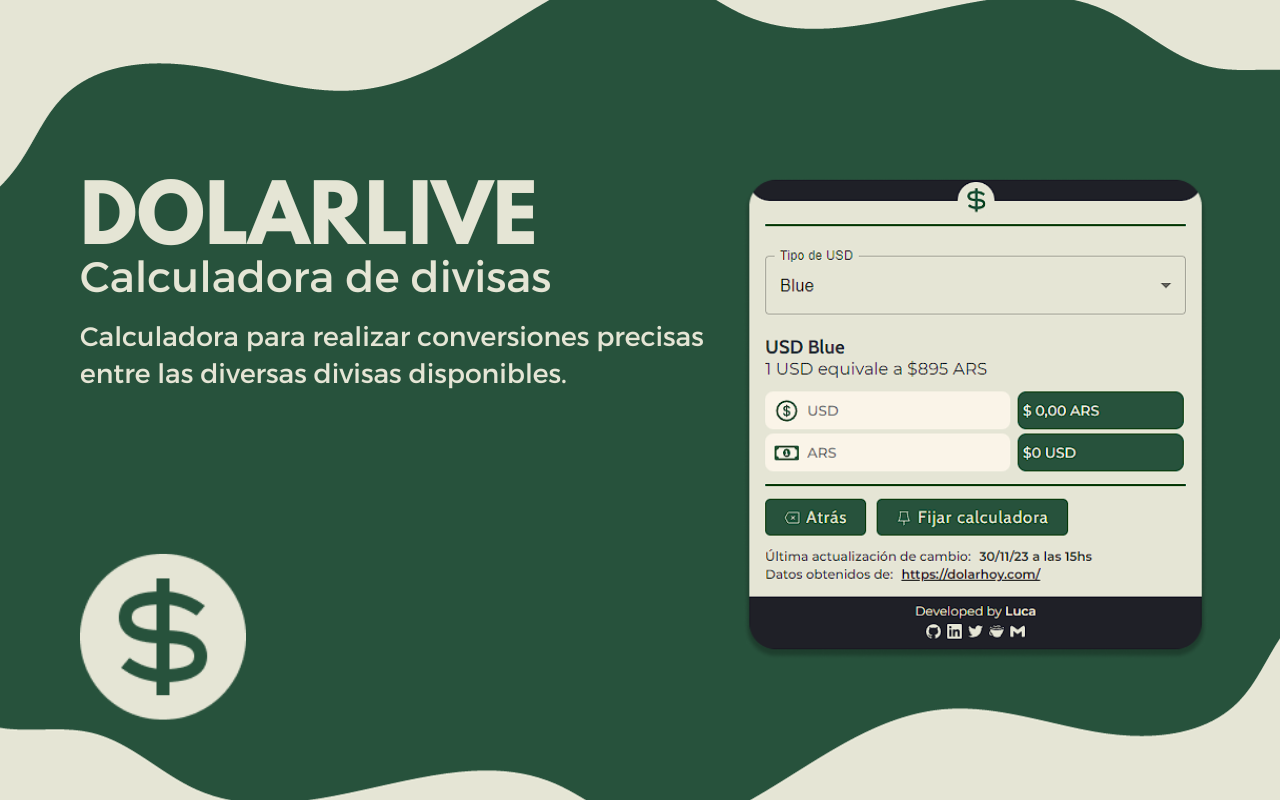 DOLARLIVE
Calculadora de divisas
Calculadora para realizar conversiones precisas
entre las diversas divisas disponibles.
$
$
Tipo de USD
Blue
USD Blue
1 USD equivale a $895 ARS
$ USD
$ 0,00 ARS
ARS
$0 USD
Atrás
Fijar calculadora
Última actualización de cambio: 30/11/23 a las 15hs
Datos obtenidos de: https://dolarhoy.com/
Developed by Luca